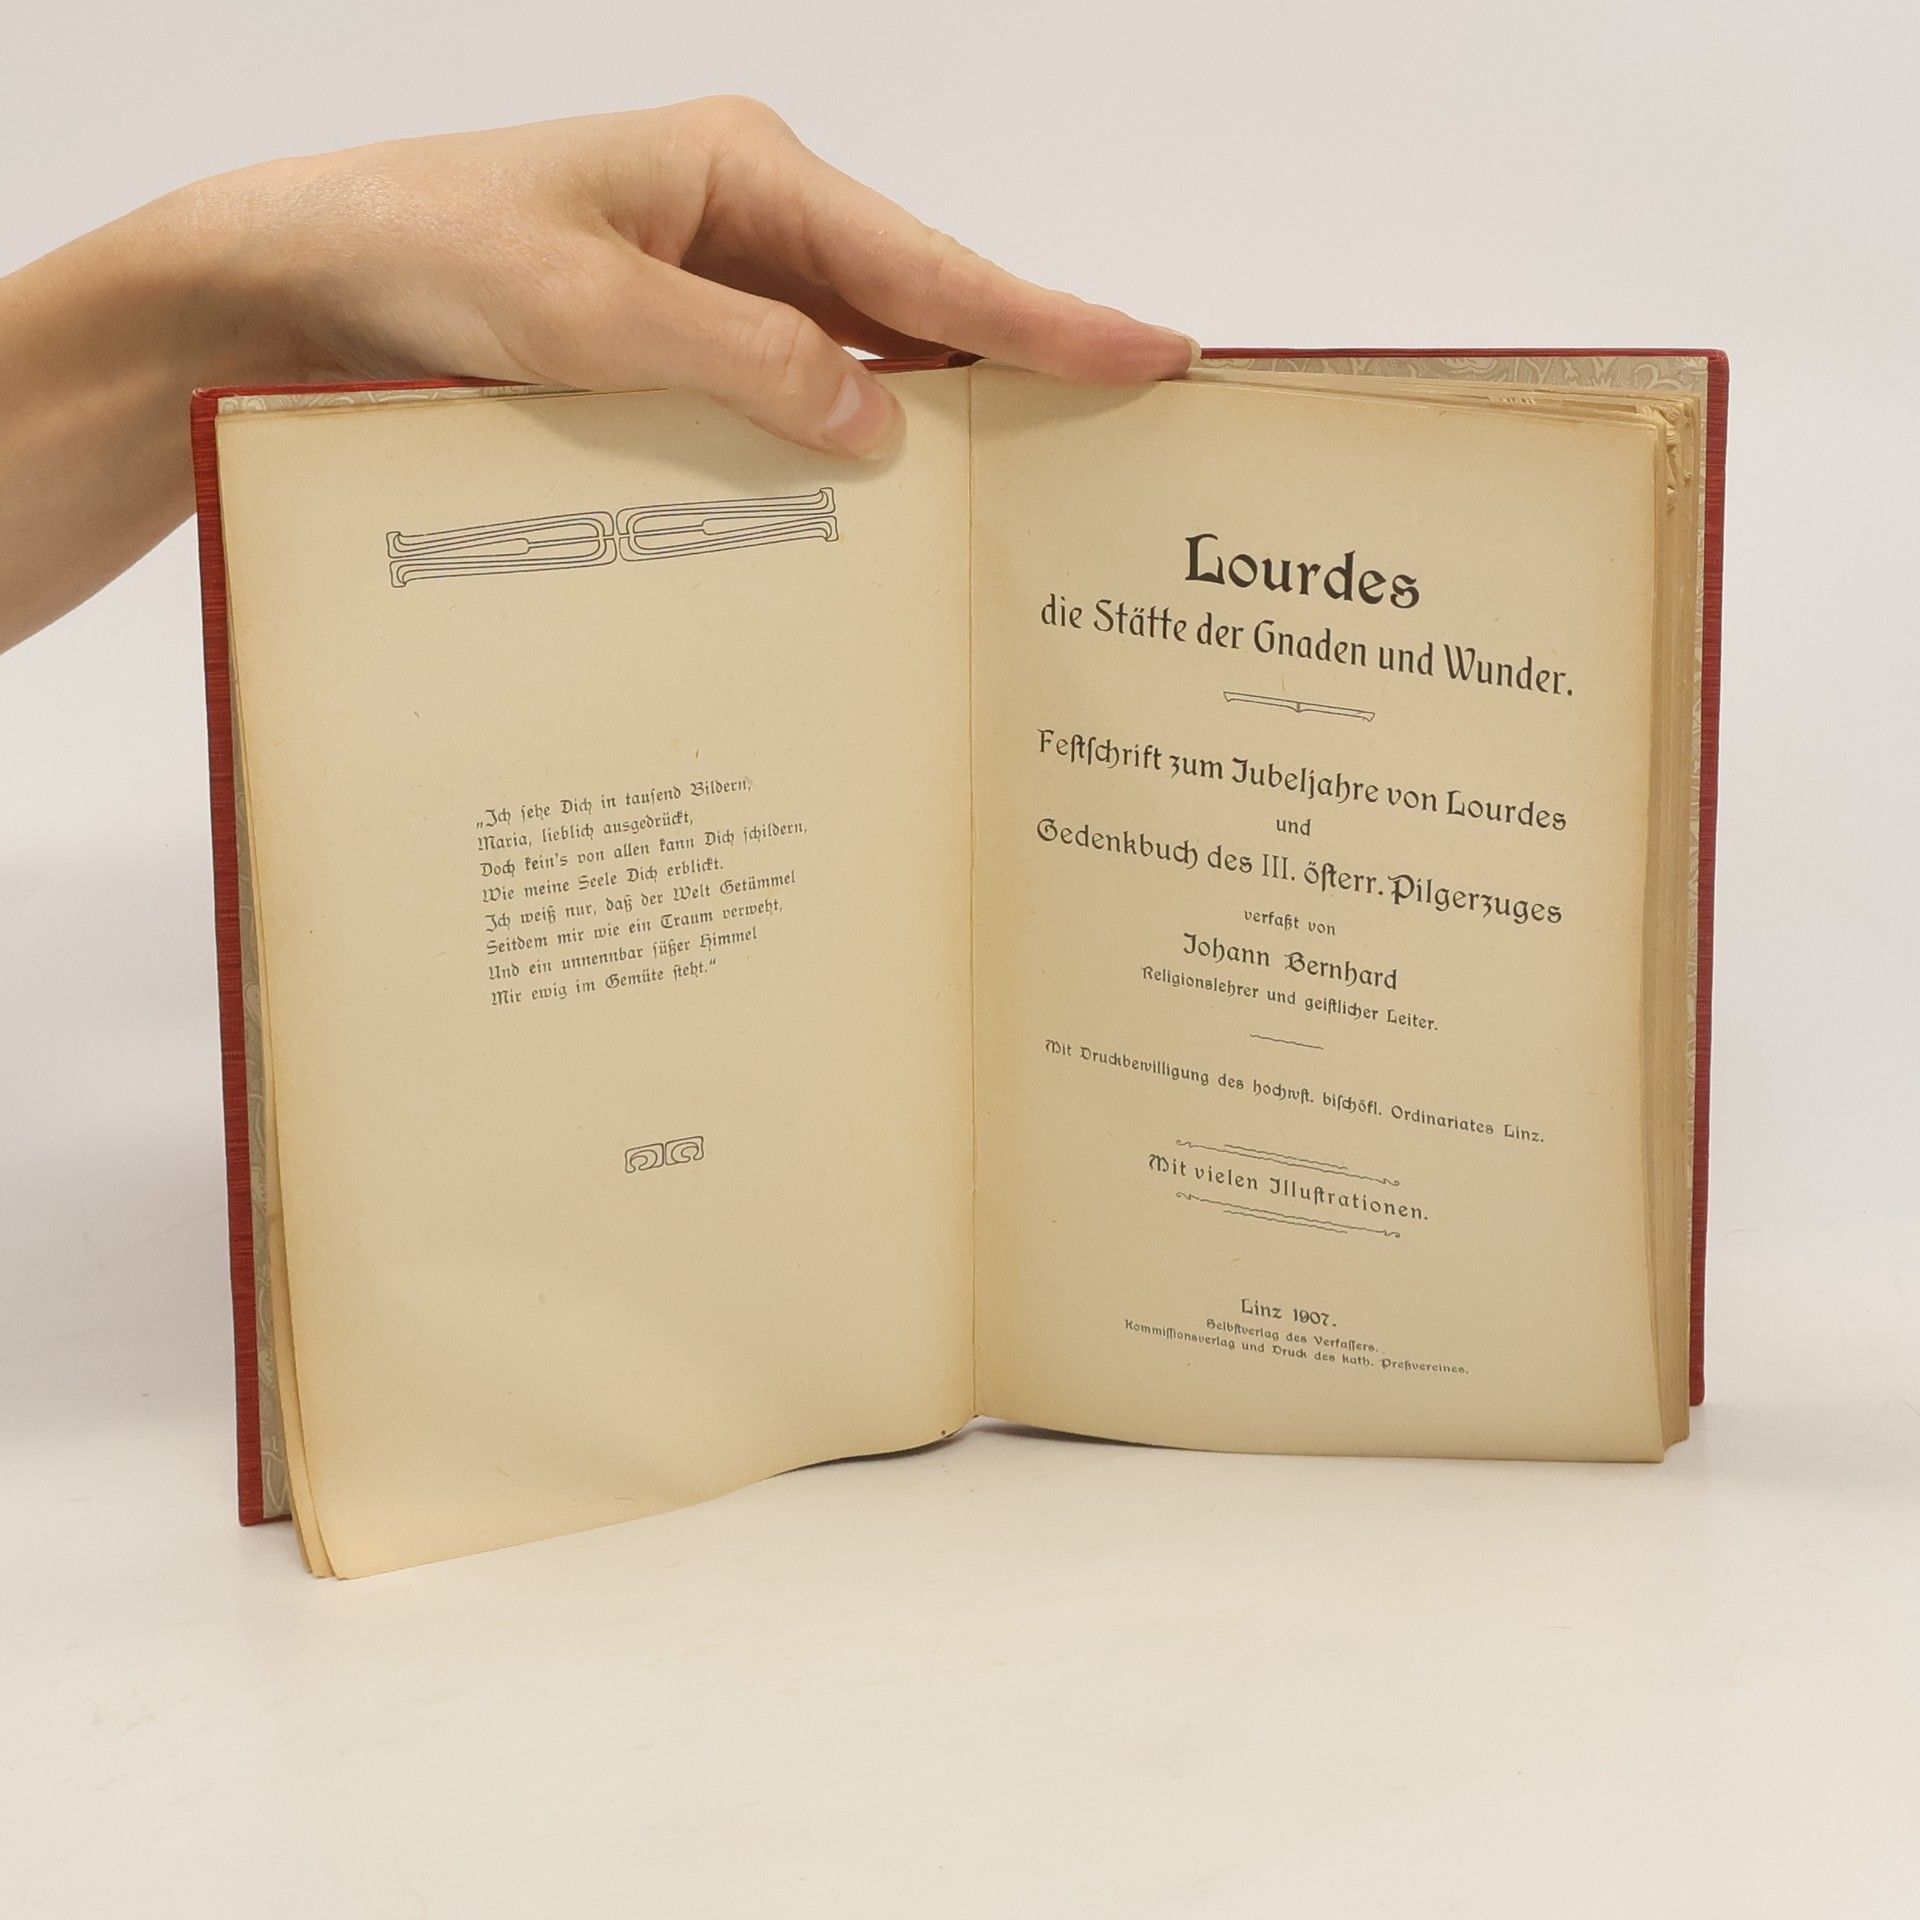 „Ich sehe Dich in tausend Bildern,
Maria, lieblich ausgedrückt,
Doch kein's von allen kann Dich schildern,
Wie meine Seele Dich erblickt.
Ich weiß nur, daß der Welt Getümmel
Seitdem mir wie ein Traum verweht,
Und ein unnennbar süßer Himmel
Mir ewig im Gemüte steht.“
Lourdes
die Stätte der Gnaden und Wunder.
Festschrift zum Jubeljahre von Lourdes
und
Gedenkbuch des III. österr. Pilgerzuges
verfaßt von
Johann Bernhard
Religionslehrer und geistlicher Leiter.
Mit Druckbewilligung des hochwst. bischöfl. Ordinariates Linz.
Mit vielen Illustrationen.
Linz 1907.
Selbstverlag des Verfassers.
Kommissionsverlag und Druck des kath. Preßvereines.